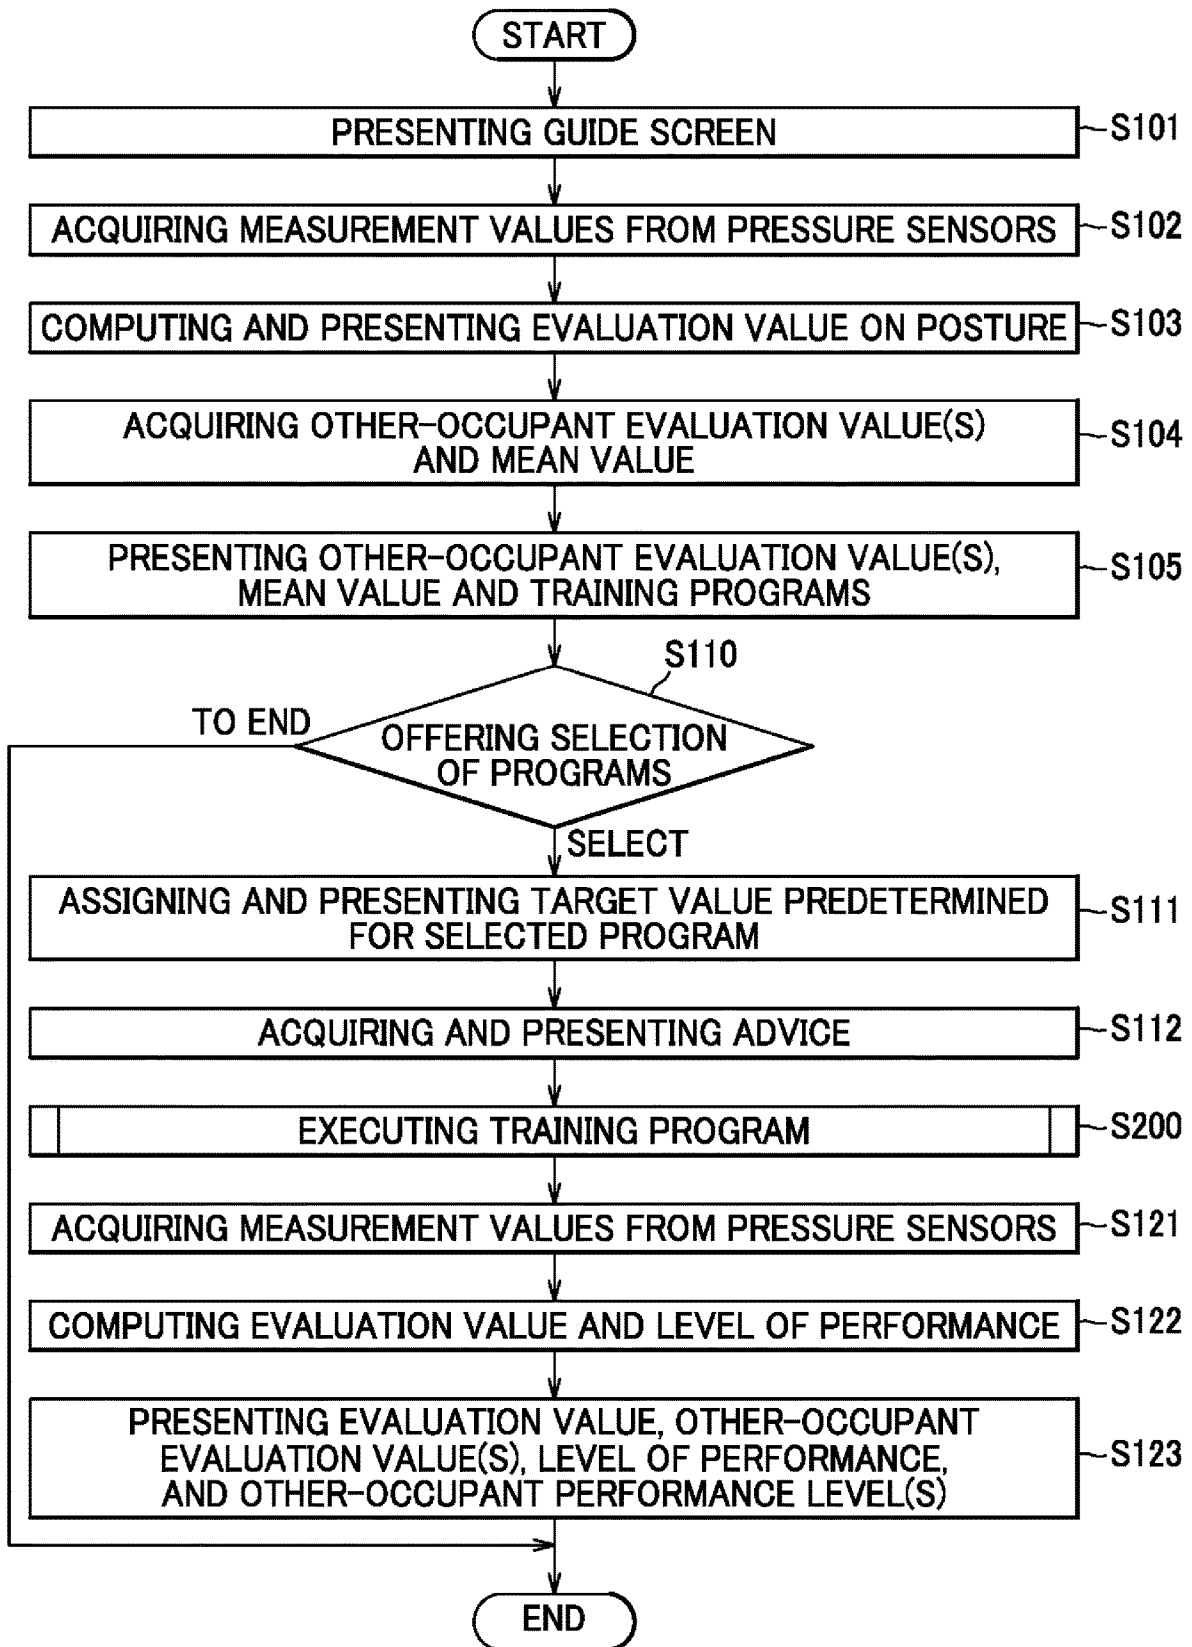 START
PRESENTING GUIDE SCREEN
S101
ACQUIRING MEASUREMENT VALUES FROM PRESSURE SENSORS
S102
COMPUTING AND PRESENTING EVALUATION VALUE ON POSTURE
S103
ACQUIRING OTHER-OCCUPANT EVALUATION VALUE(S)
AND MEAN VALUE
S104
PRESENTING OTHER-OCCUPANT EVALUATION VALUE(S),
MEAN VALUE AND TRAINING PROGRAMS
S105
S110
TO END
OFFERING SELECTION
OF PROGRAMS
SELECT
ASSIGNING AND PRESENTING TARGET VALUE PREDETERMINED
FOR SELECTED PROGRAM
S111
ACQUIRING AND PRESENTING ADVICE
S112
EXECUTING TRAINING PROGRAM
S200
ACQUIRING MEASUREMENT VALUES FROM PRESSURE SENSORS
S121
COMPUTING EVALUATION VALUE AND LEVEL OF PERFORMANCE
S122
PRESENTING EVALUATION VALUE, OTHER-OCCUPANT
EVALUATION VALUE(S), LEVEL OF PERFORMANCE,
AND OTHER-OCCUPANT PERFORMANCE LEVEL(S)
S123
END